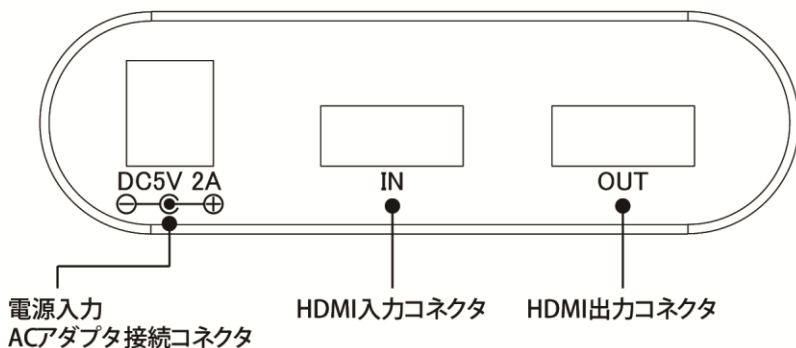 DC5V 2A
IN
OUT
電源入力
ACアダプタ接続コネクタ
HDMI入力コネクタ
HDMI出力コネクタ